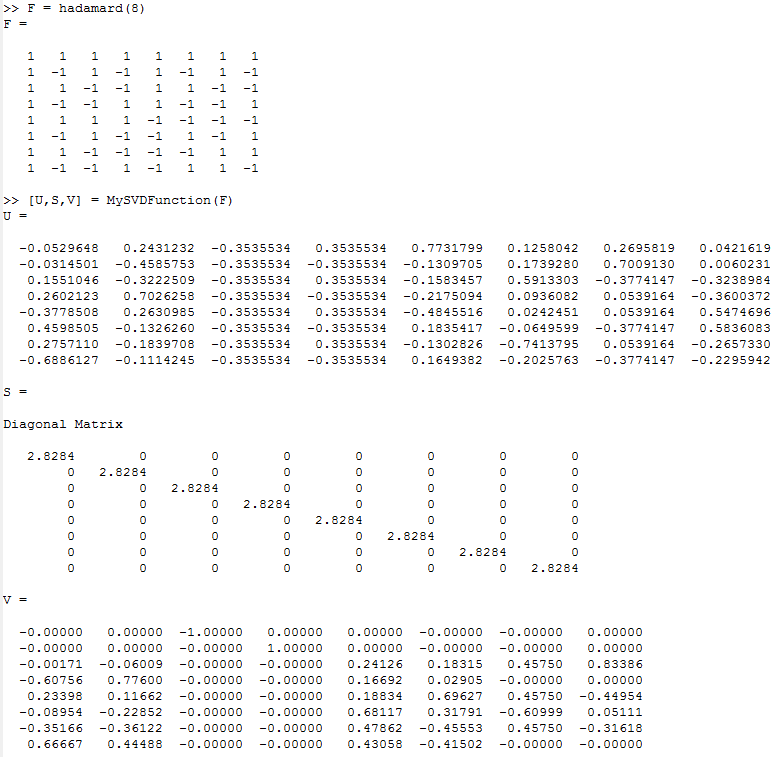 >> F = hadamard(8)
F =
1 1 1 1 1 1 1 1
1 -1 1 -1 1 -1 1 -1
1 1 -1 -1 1 1 -1 -1
1 -1 -1 1 1 -1 -1 1
1 1 1 1 -1 -1 -1 -1
1 -1 1 -1 -1 1 -1 1
1 1 -1 -1 -1 -1 1 1
1 -1 -1 1 -1 1 1 -1
>> [U,S,V] = MySVDFunction(F)
U =
-0.0529648 0.2431232 -0.3535534 0.3535534 0.7731799 0.1258042 0.2695819 0.0421619
-0.0314501 -0.4585753 -0.3535534 -0.3535534 -0.1309705 0.1739280 0.7009130 0.0060231
0.1551046 -0.3222509 -0.3535534 0.3535534 -0.1583457 0.5913303 -0.3774147 -0.3238984
0.2602123 0.7026258 -0.3535534 -0.3535534 -0.2175094 0.0936082 0.0539164 -0.3600372
-0.3778508 0.2630985 -0.3535534 0.3535534 -0.4845516 0.0242451 0.0539164 0.5474696
0.4598505 -0.1326260 -0.3535534 -0.3535534 0.1835417 -0.0649599 -0.3774147 0.5836083
0.2757110 -0.1839708 -0.3535534 0.3535534 -0.1302826 -0.7413795 0.0539164 -0.2657330
-0.6886127 -0.1114245 -0.3535534 -0.3535534 0.1649382 -0.2025763 -0.3774147 -0.2295942
S =
Diagonal Matrix
2.8284 0 0 0 0 0 0 0
0 2.8284 0 0 0 0 0 0
0 0 2.8284 0 0 0 0 0
0 0 0 2.8284 0 0 0 0
0 0 0 0 2.8284 0 0 0
0 0 0 0 0 2.8284 0 0
0 0 0 0 0 0 2.8284 0
0 0 0 0 0 0 0 2.8284
V =
-0.00000 0.00000 -1.00000 0.00000 0.00000 -0.00000 -0.00000 0.00000
-0.00000 0.00000 -0.00000 1.00000 0.00000 -0.00000 -0.00000 0.00000
-0.00171 -0.06009 -0.00000 -0.00000 0.24126 0.18315 0.45750 0.83386
-0.60756 0.77600 -0.00000 -0.00000 0.16692 0.02905 -0.00000 0.00000
0.23398 0.11662 -0.00000 -0.00000 0.18834 0.69627 0.45750 -0.44954
-0.08954 -0.22852 -0.00000 -0.00000 0.68117 0.31791 -0.60999 0.05111
-0.35166 -0.36122 -0.00000 -0.00000 0.47862 -0.45553 0.45750 -0.31618
0.66667 0.44488 -0.00000 -0.00000 0.43058 -0.41502 -0.00000 -0.00000